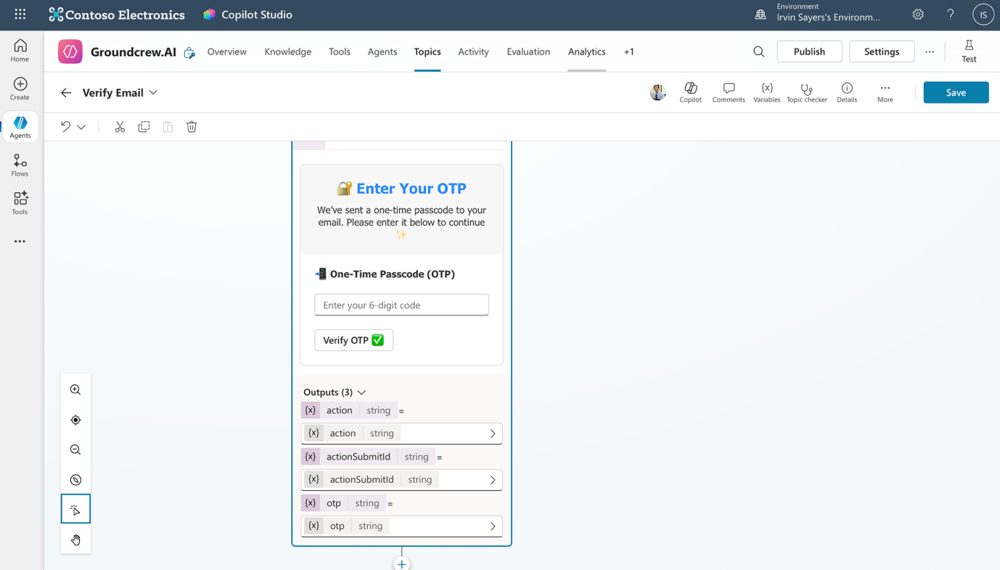 Contoso Electronics
Copilot Studio
Environment
Irvin Sayers's Environm...
?
IS
Home
Create
Agents
Flows
Tools
Groundcrew.AI
Overview
Knowledge
Tools
Agents
Topics
Activity
Evaluation
Analytics
+1
Publish
Settings
Test
Verify Email
Copilot
Comments
{x}
Variables
Topic checker
Details
More
Save
🔐 Enter Your OTP
We've sent a one-time passcode to your
email. Please enter it below to continue
✨
📲 One-Time Passcode (OTP)
Enter your 6-digit code
Verify OTP ✅
Outputs (3)
{x} action string =
{x} action string
{x} actionSubmitId string =
{x} actionSubmitId string
{x} otp string =
{x} otp string